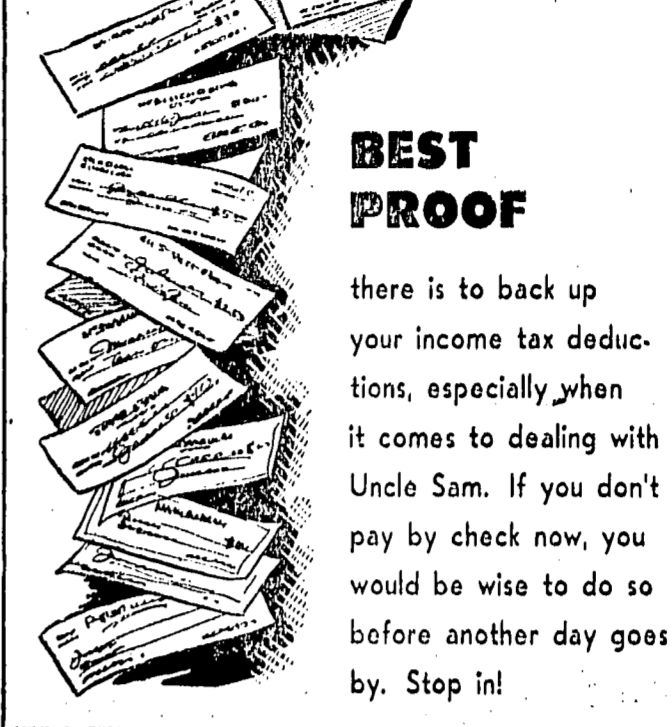 BEST
PROOF
there is to back up
your income tax deduc-
tions, especially when
it comes to dealing with
Uncle Sam. If you don't
pay by check now, you
would be wise to do so
before another day goes
by. Stop in!